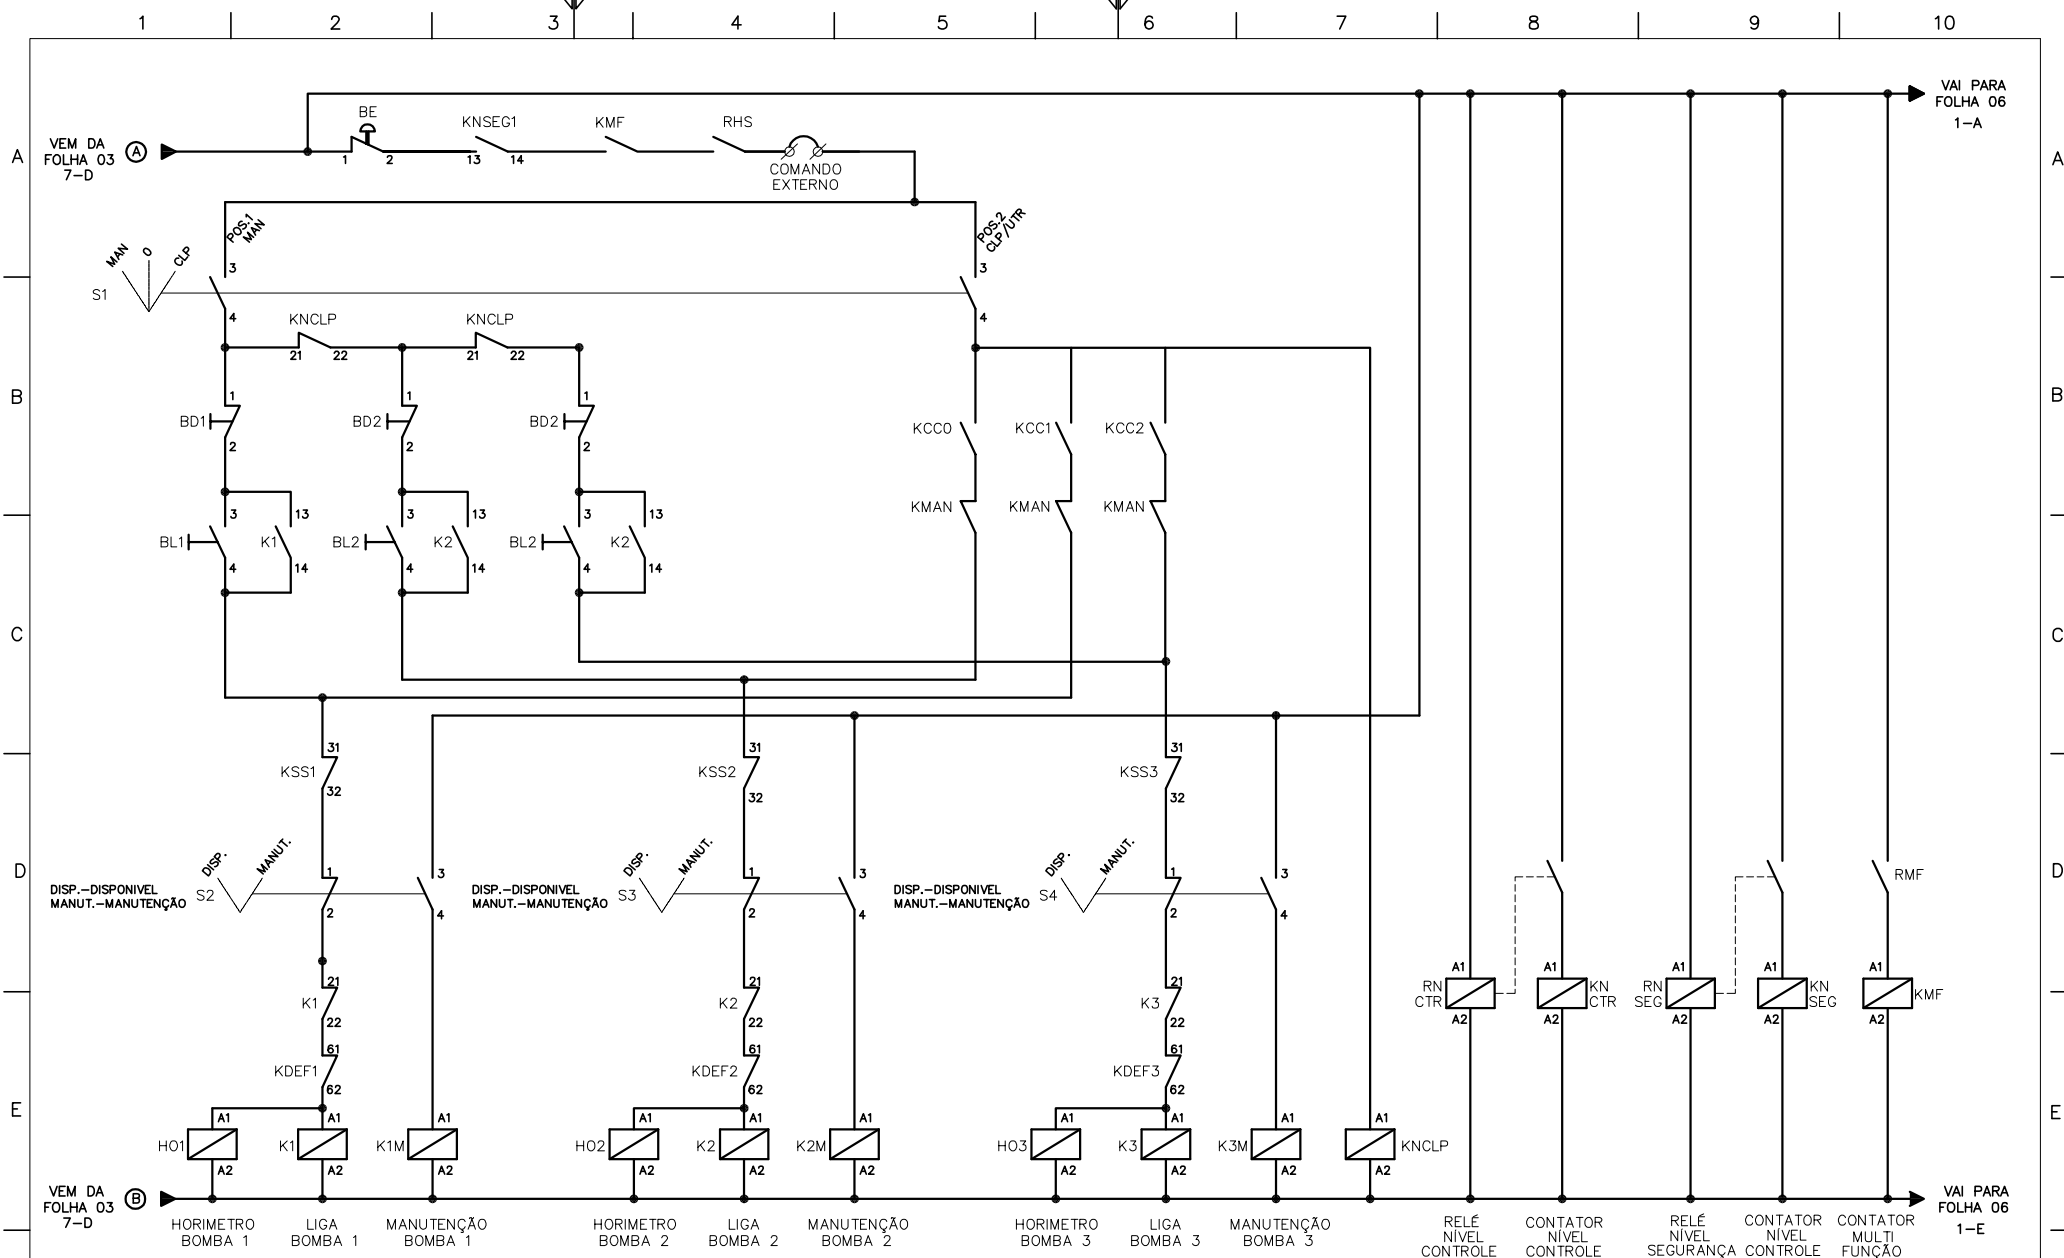 1 2 3 4 5 6 7 8 9 10
VAI PARA
FOLHA 06
1-A
BE
KNSEG1
KMF
RHS
A
VEM DA
FOLHA 03
7-D
A
1 2
13 14
COMANDO
EXTERNO
A
POS.1
MAN
POS.2
CLP/UTR
MAN
0
CLP
3
3
S1
4
4
KNCLP
KNCLP
21 22
21 22
B
B
1
1
1
BD1
BD2
BD2
2
2
2
KCC0
KCC1
KCC2
KMAN
KMAN
KMAN
3 13
3 13
3 13
BL1
K1
BL2
K2
BL2
K2
4 14
4 14
4 14
C
C
31
31
31
KSS1
KSS2
KSS3
32
32
32
D
D
DISP.
MANUT.
DISP.
MANUT.
DISP.
MANUT.
1 3
1 3
1 3
RMF
DISP.-DISPONIVEL
MANUT.-MANUTENÇÃO
S2
DISP.-DISPONIVEL
MANUT.-MANUTENÇÃO
S3
DISP.-DISPONIVEL
MANUT.-MANUTENÇÃO
S4
2 4
2 4
2 4
21
21
21
A1 A1 A1 A1 A1
K1
K2
K3
RN
CTR
KN
CTR
RN
SEG
KN
SEG
KMF
22
22
22
A2 A2 A2 A2 A2
61
61
61
KDEF1
KDEF2
KDEF3
62
62
62
E
E
A1 A1 A1 A1 A1 A1 A1 A1 A1 A1
HO1
K1
K1M
HO2
K2
K2M
HO3
K3
K3M
KNCLP
A2 A2 A2 A2 A2 A2 A2 A2 A2 A2
VEM DA
FOLHA 03
7-D
B
VAI PARA
FOLHA 06
1-E
HORIMETRO
BOMBA 1
LIGA
BOMBA 1
MANUTENÇÃO
BOMBA 1
HORIMETRO
BOMBA 2
LIGA
BOMBA 2
MANUTENÇÃO
BOMBA 2
HORIMETRO
BOMBA 3
LIGA
BOMBA 3
MANUTENÇÃO
BOMBA 3
RELÉ
NÍVEL
CONTROLE
CONTATOR
NÍVEL
CONTROLE
RELÉ
NÍVEL
SEGURANÇA
CONTATOR
NÍVEL
CONTROLE
CONTATOR
MULTI
FUNÇÃO